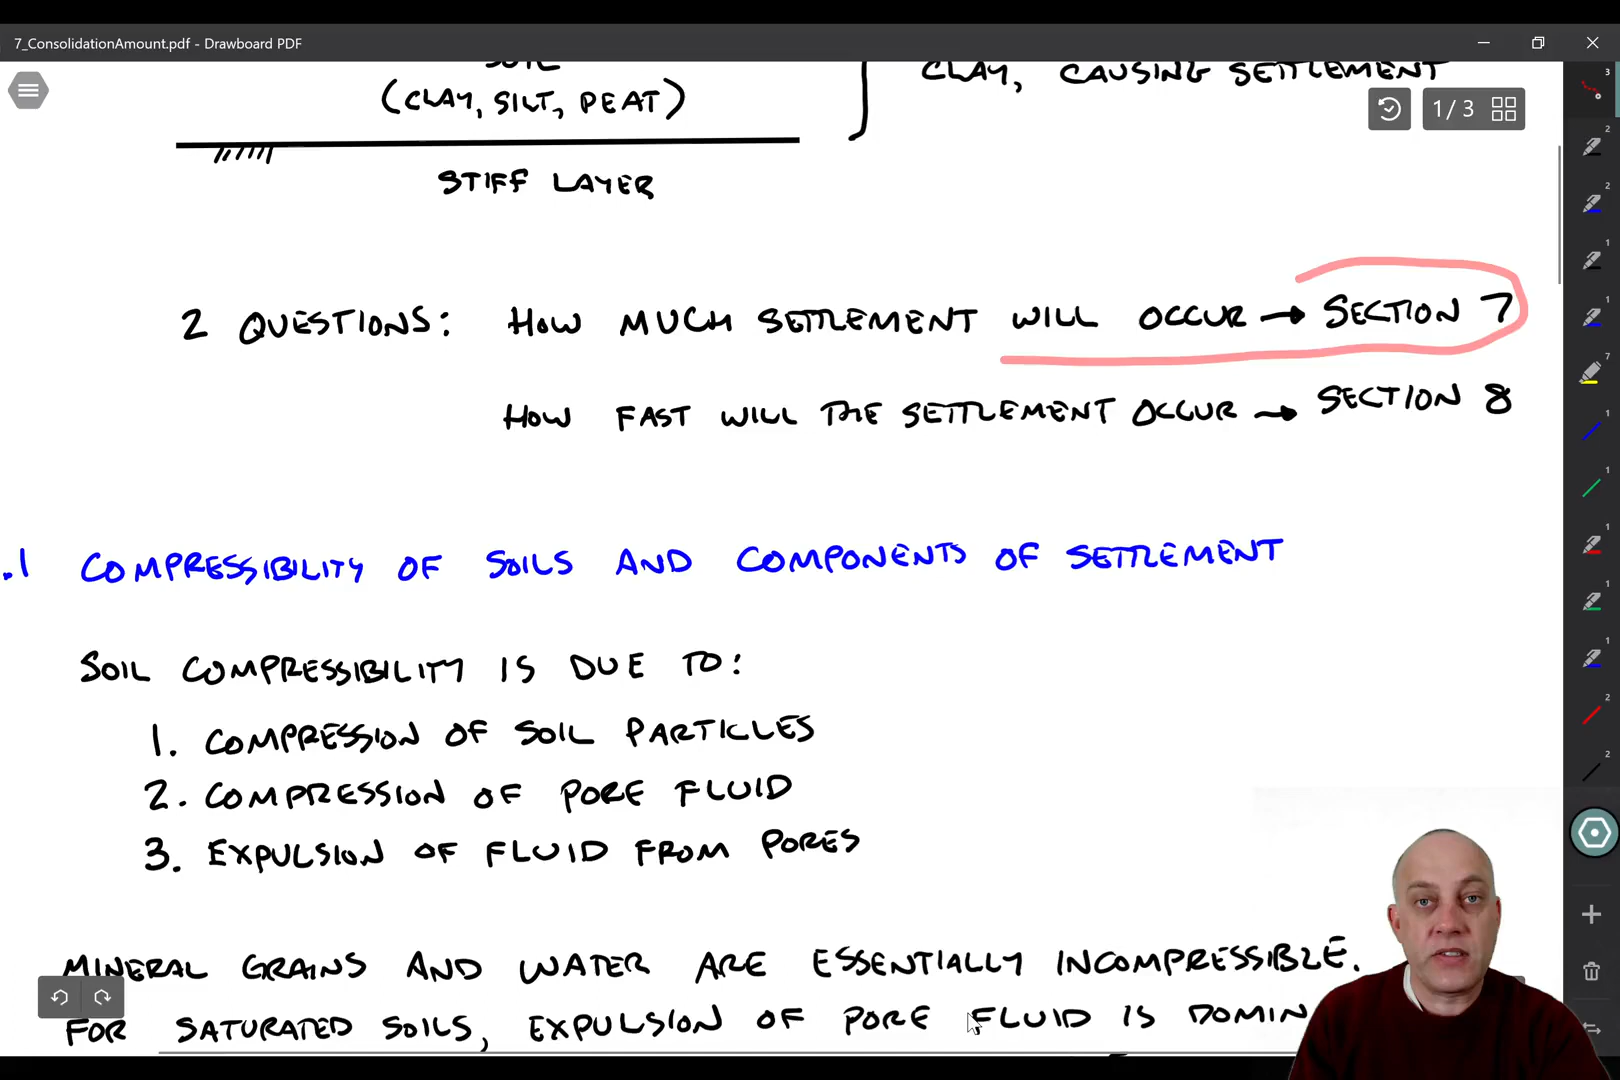 7_ConsolidationAmount.pdf - Drawboard PDF
CLAY, CAUSING SETTLEMENT
(CLAY, SILT, PEAT)
1 / 3
STIFF LAYER
2 QUESTIONS: HOW MUCH SETTLEMENT WILL OCCUR → SECTION 7
HOW FAST WILL THE SETTLEMENT OCCUR → SECTION 8
.1 COMPRESSIBILITY OF SOILS AND COMPONENTS OF SETTLEMENT
SOIL COMPRESSIBILITY IS DUE TO:
1. COMPRESSION OF SOIL PARTICLES
2. COMPRESSION OF PORE FLUID
3. EXPULSION OF FLUID FROM PORES
MINERAL GRAINS AND WATER ARE ESSENTIALLY INCOMPRESSIBLE.
FOR SATURATED SOILS, EXPULSION OF PORE FLUID IS DOMIN